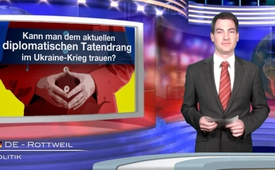 Kann man dem aktuellen
diplomatischen Tatendrang
im Ukraine-Krieg trauen?
DE - ROTTWEIL
POLITIK